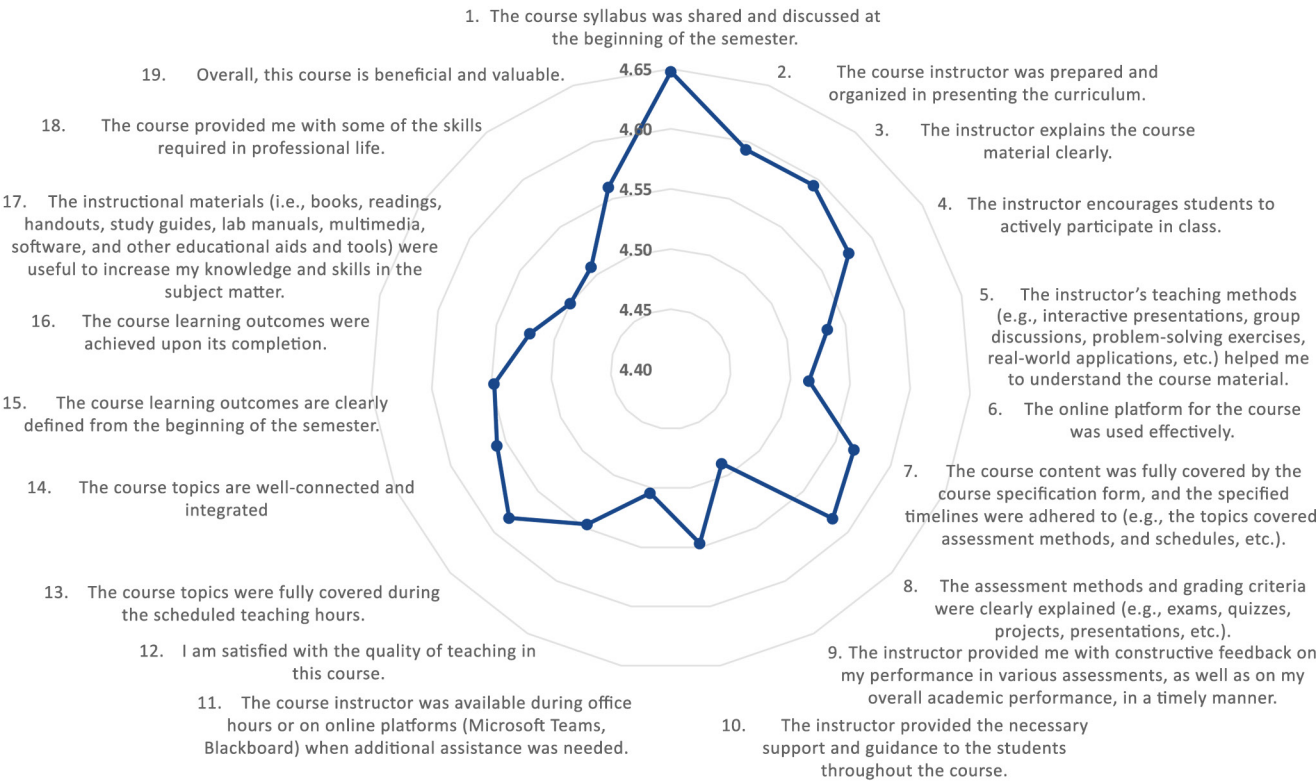 1. The course syllabus was shared and discussed at
the beginning of the semester.
2. The course instructor was prepared and
organized in presenting the curriculum.
3. The instructor explains the course
material clearly.
4. The instructor encourages students to
actively participate in class.
5. The instructor’s teaching methods
(e.g., interactive presentations, group
discussions, problem-solving exercises,
real-world applications, etc.) helped me
to understand the course material.
6. The online platform for the course
was used effectively.
7. The course content was fully covered by the
course specification form, and the specified
timelines were adhered to (e.g., the topics covered
assessment methods, and schedules, etc.).
8. The assessment methods and grading criteria
were clearly explained (e.g., exams, quizzes,
projects, presentations, etc.).
9. The instructor provided me with constructive feedback on
my performance in various assessments, as well as on my
overall academic performance, in a timely manner.
10. The instructor provided the necessary
support and guidance to the students
throughout the course.
11. The course instructor was available during office
hours or on online platforms (Microsoft Teams,
Blackboard) when additional assistance was needed.
12. I am satisfied with the quality of teaching in
this course.
13. The course topics were fully covered during
the scheduled teaching hours.
14. The course topics are well-connected and
integrated
15. The course learning outcomes are clearly
defined from the beginning of the semester.
16. The course learning outcomes were
achieved upon its completion.
17. The instructional materials (i.e., books, readings,
handouts, study guides, lab manuals, multimedia,
software, and other educational aids and tools) were
useful to increase my knowledge and skills in the
subject matter.
18. The course provided me with some of the skills
required in professional life.
19. Overall, this course is beneficial and valuable.
4.65
4.60
4.55
4.50
4.45
4.40